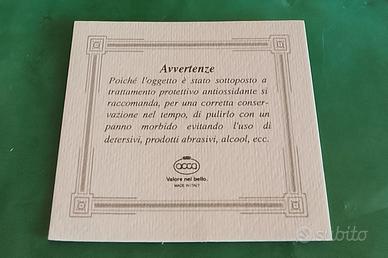 Avvertenze
Poiché l'oggetto è stato sottoposto a
trattamento protettivo antiossidante si
raccomanda, per una corretta conser-
vazione nel tempo, di pulirlo con un
panno morbido evitando l'uso di
detersivi, prodotti abrasivi, alcool, ecc.
Valore nel bello.
MADE IN ITALY
subito